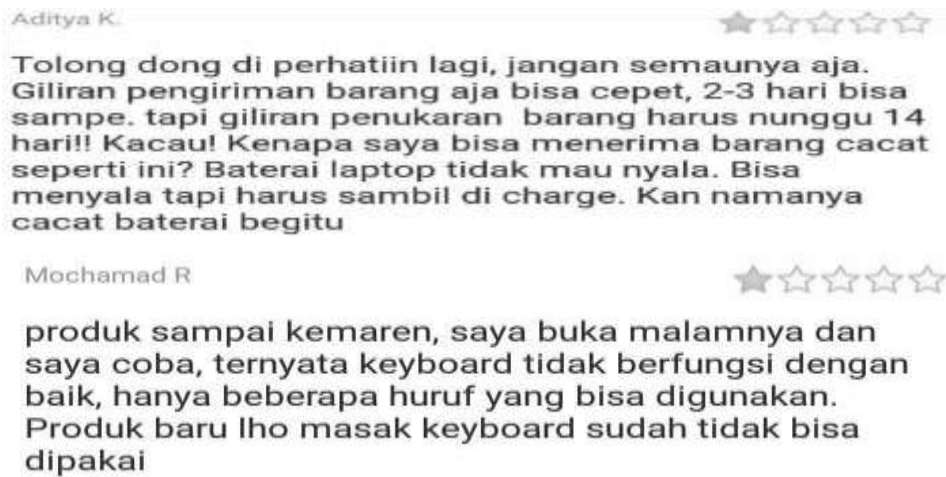 Aditya K.
Tolong dong di perhatiin lagi, jangan semaunya aja.
Giliran pengiriman barang aja bisa cepet, 2-3 hari bisa
sampe. tapi giliran penukaran barang harus nunggu 14
hari!! Kacau! Kenapa saya bisa menerima barang cacat
seperti ini? Baterai laptop tidak mau nyala. Bisa
menyala tapi harus sambil di charge. Kan namanya
cacat baterai begitu
Mochamad R
produk sampai kemaren, saya buka malamnya dan
saya coba, ternyata keyboard tidak berfungsi dengan
baik, hanya beberapa huruf yang bisa digunakan.
Produk baru lho masak keyboard sudah tidak bisa
dipakai